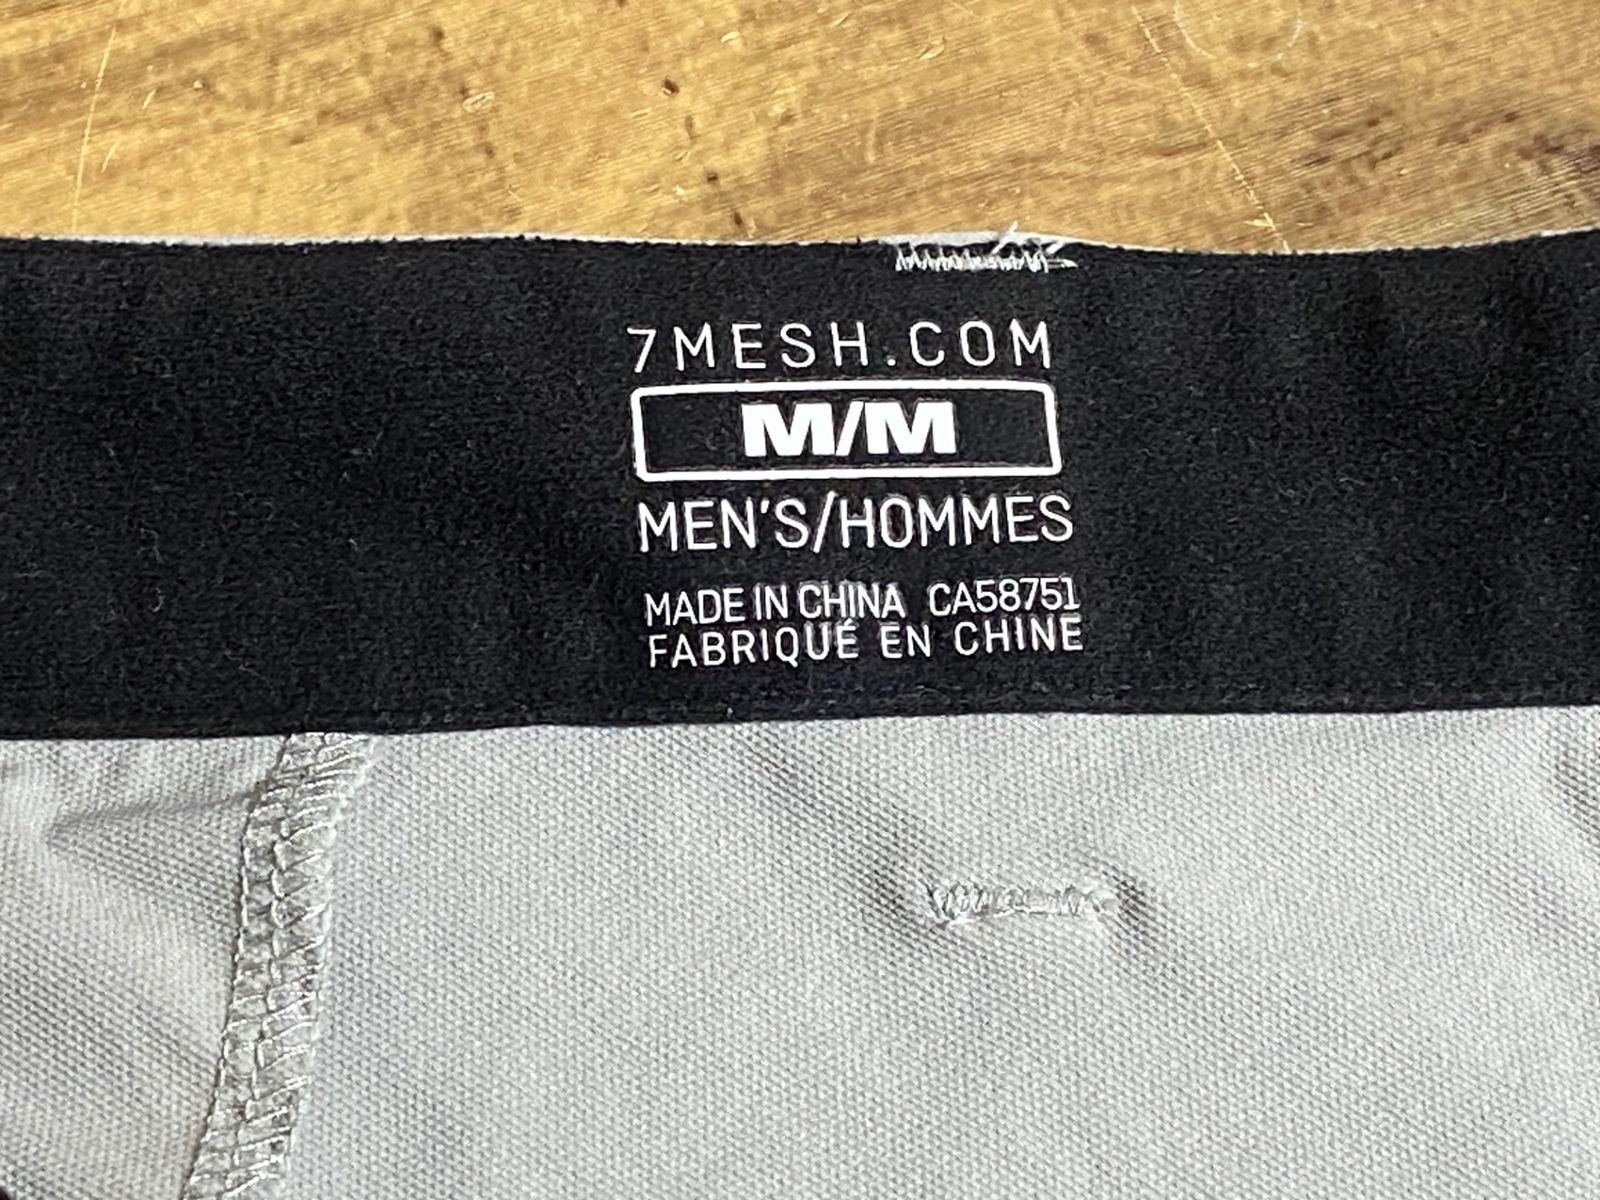 7MESH.COM
M/M
MEN'S/HOMMES
MADE IN CHINA CA58751
FABRIQUÉ EN CHINE